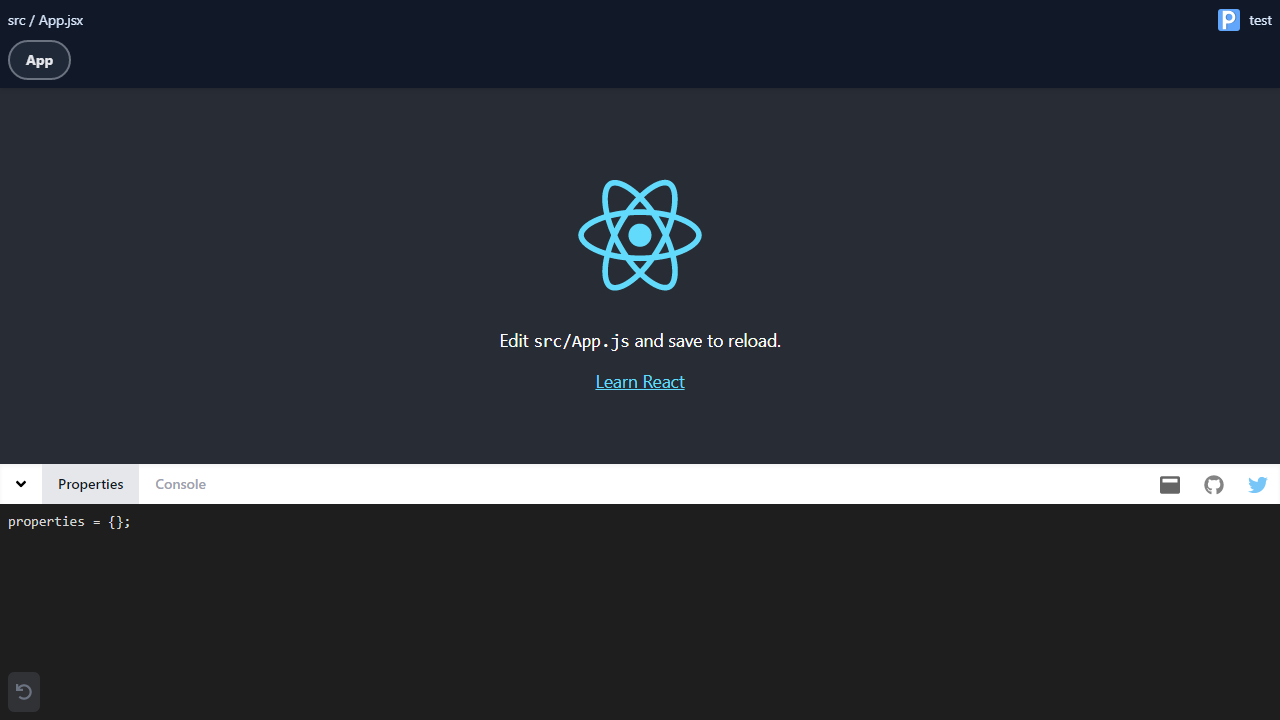 src / App.jsx
P test
App
Edit src/App.js and save to reload.
Learn React
Properties Console
properties = {};